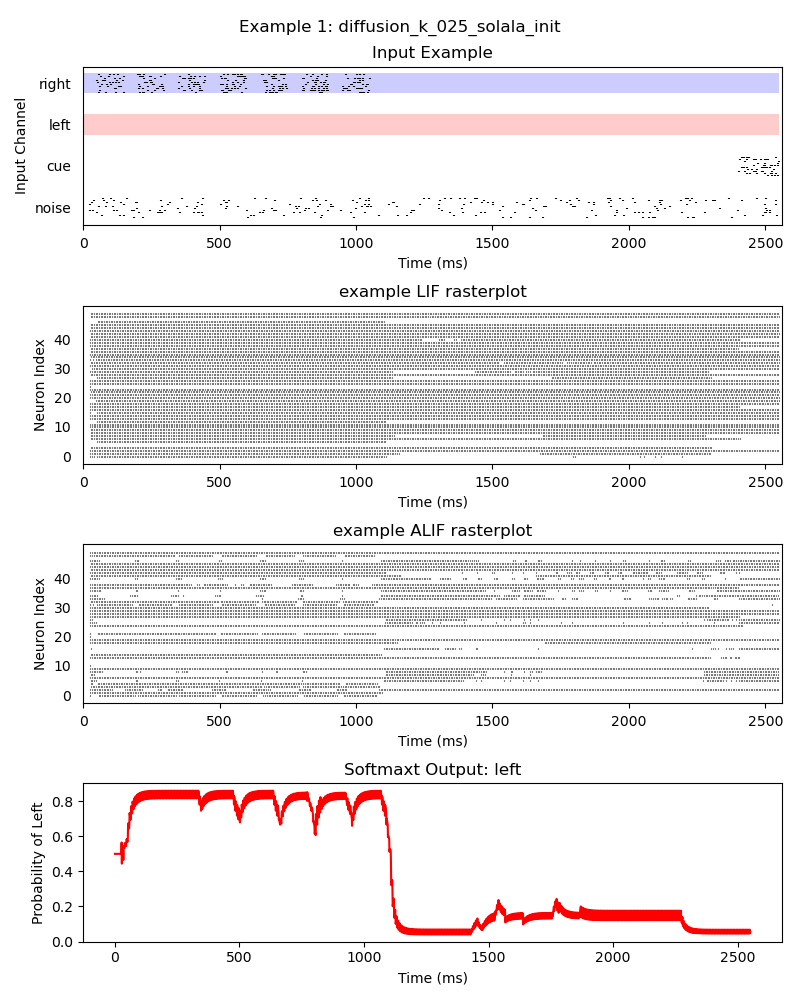 Example 1: diffusion_k_025_solala_init
Input Example
Input Channel
right
left
cue
noise
0 500 1000 1500 2000 2500
Time (ms)
example LIF rasterplot
Neuron Index
40
30
20
10
0
0 500 1000 1500 2000 2500
Time (ms)
example ALIF rasterplot
Neuron Index
40
30
20
10
0
0 500 1000 1500 2000 2500
Time (ms)
Softmaxt Output: left
Probability of Left
0.8
0.6
0.4
0.2
0.0
0 500 1000 1500 2000 2500
Time (ms)